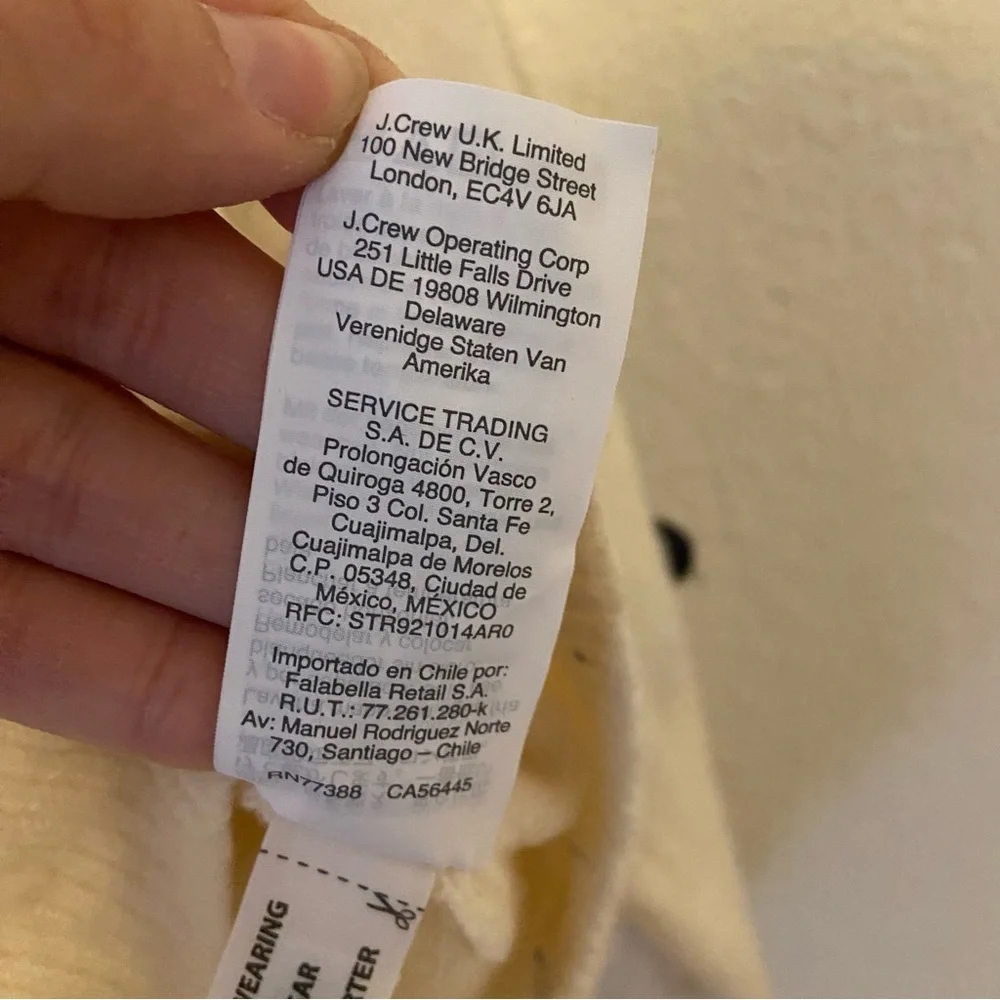 J.Crew U.K. Limited
100 New Bridge Street
London, EC4V 6JA
J.Crew Operating Corp
251 Little Falls Drive
USA DE 19808 Wilmington
Delaware
Verenidge Staten Van
Amerika
SERVICE TRADING
S.A. DE C.V.
Prolongación Vasco
de Quiroga 4800, Torre 2,
Piso 3 Col. Santa Fe
Cuajimalpa, Del.
Cuajimalpa de Morelos
C.P. 05348, Ciudad de
México, MÉXICO
RFC: STR921014AR0
Importado en Chile por:
Falabella Retail S.A.
R.U.T.: 77.261.280-k
Av: Manuel Rodriguez Norte
730, Santiago – Chile
RN77388 CA56445